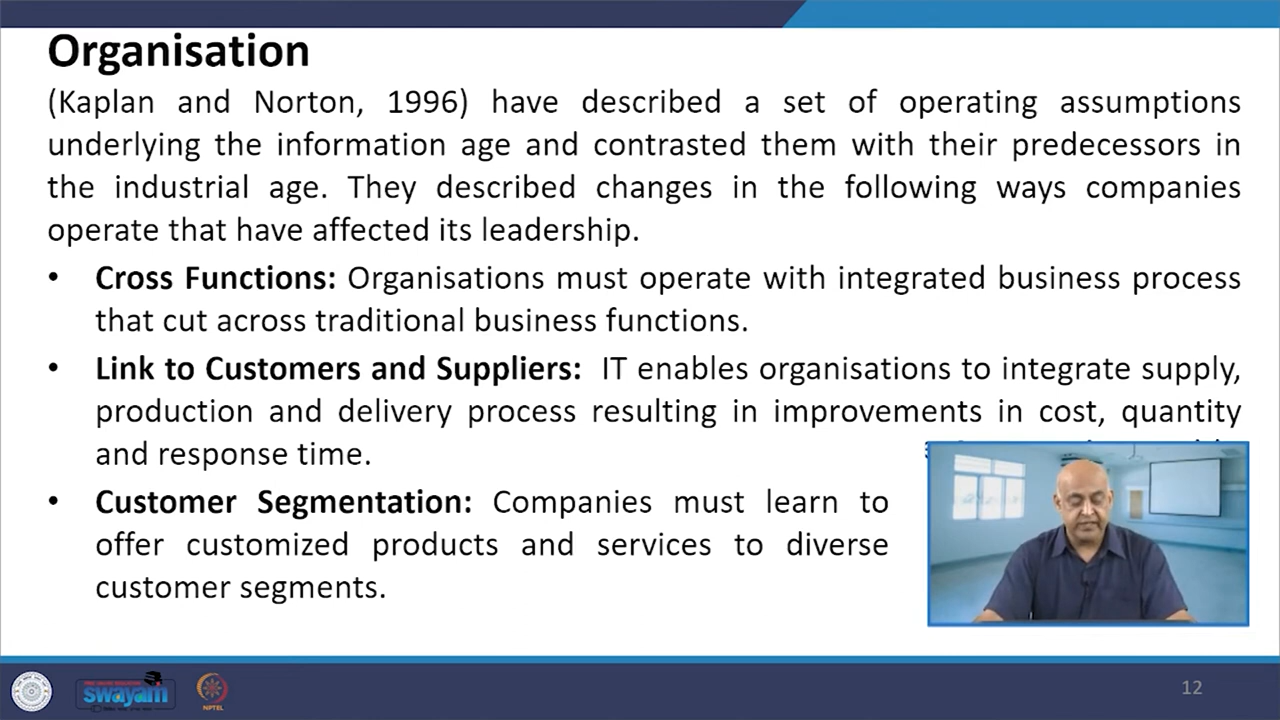 Organisation
(Kaplan and Norton, 1996) have described a set of operating assumptions
underlying the information age and contrasted them with their predecessors in
the industrial age. They described changes in the following ways companies
operate that have affected its leadership.
• Cross Functions: Organisations must operate with integrated business process
that cut across traditional business functions.
• Link to Customers and Suppliers: IT enables organisations to integrate supply,
production and delivery process resulting in improvements in cost, quantity
and response time.
• Customer Segmentation: Companies must learn to
offer customized products and services to diverse
customer segments.
swayam
NPTEL
12